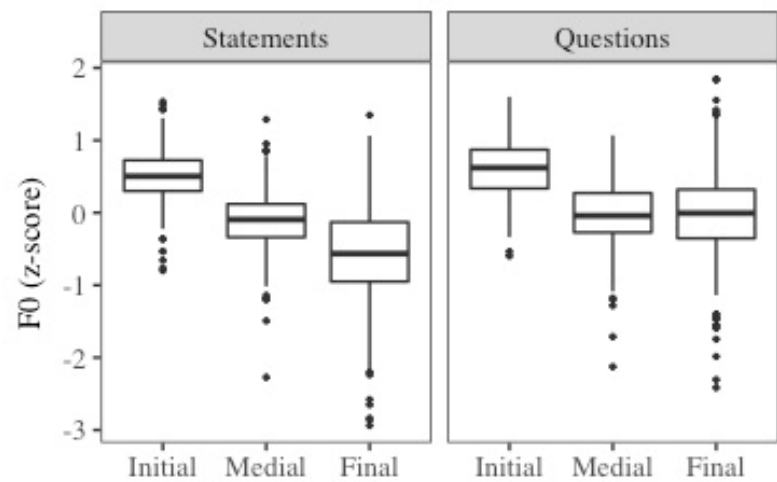 Statements Questions
2
1
0
-1
-2
-3
F0 (z-score)
Initial Medial Final Initial Medial Final